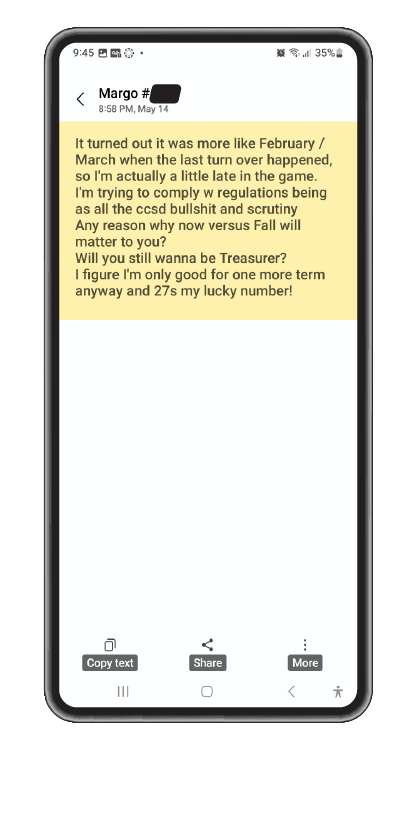 9:45 35%
Margo #
8:58 PM, May 14
It turned out it was more like February /
March when the last turn over happened,
so I'm actually a little late in the game.
I'm trying to comply w regulations being
as all the ccsd bullshit and scrutiny
Any reason why now versus Fall will
matter to you?
Will you still wanna be Treasurer?
I figure I'm only good for one more term
anyway and 27s my lucky number!
Copy text Share More